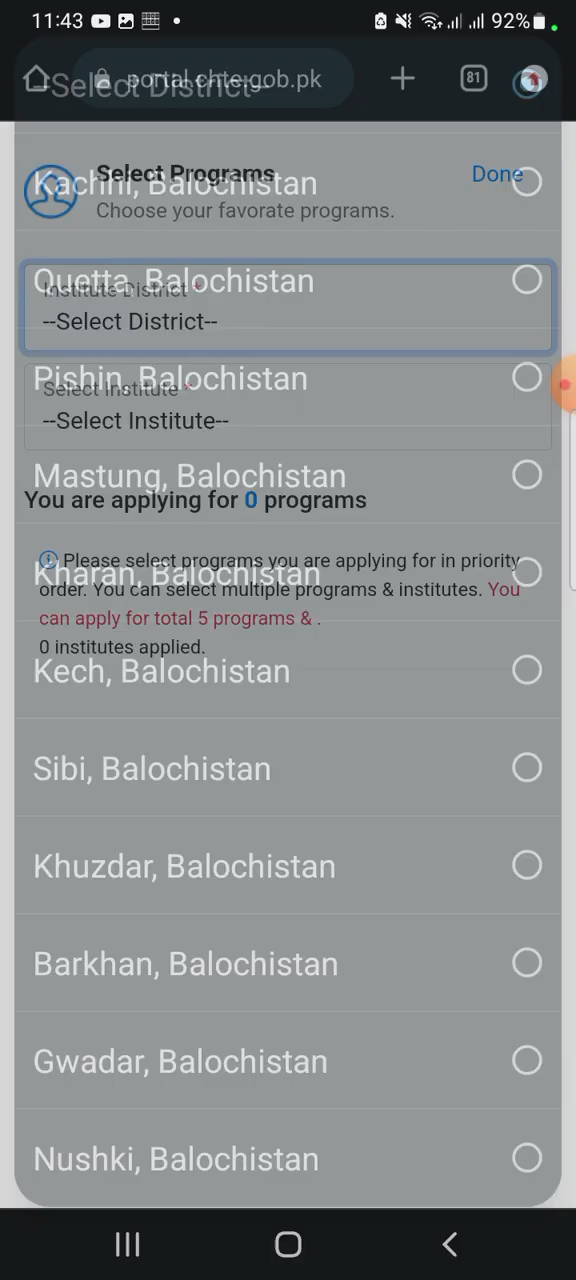 11:43
92%
--Select District--
portal.chte.gob.pk
81
Select Programs
Done
Choose your favorate programs.
Kachhi, Balochistan
Quetta, Balochistan
Institute District *
--Select District--
Pishin, Balochistan
Select Institute *
--Select Institute--
Mastung, Balochistan
You are applying for 0 programs
Please select programs you are applying for in priority
Kharan, Balochistan
order. You can select multiple programs & institutes. You
can apply for total 5 programs & .
0 institutes applied.
Kech, Balochistan
Sibi, Balochistan
Khuzdar, Balochistan
Barkhan, Balochistan
Gwadar, Balochistan
Nushki, Balochistan